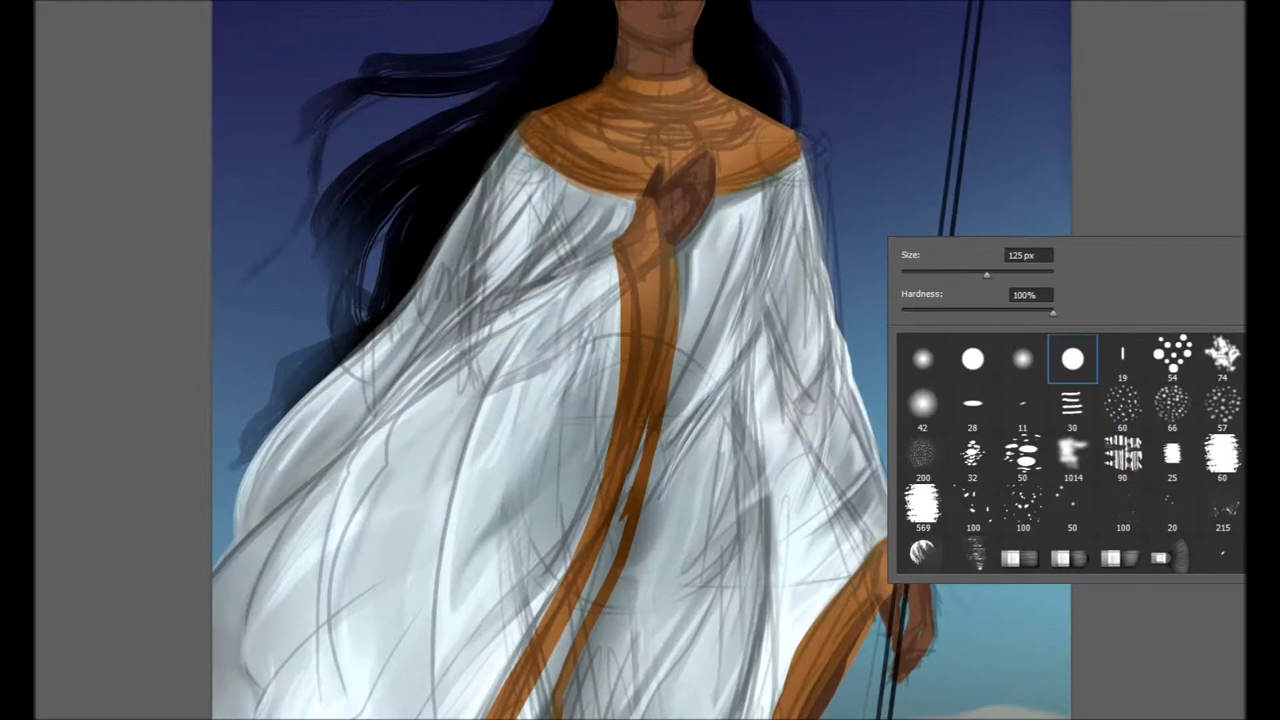 Size: 125 px
Hardness: 100%
19 54 74
42 28 11 30 60 66 57
200 32 50 1014 90 25 60
569 100 100 50 100 20 215